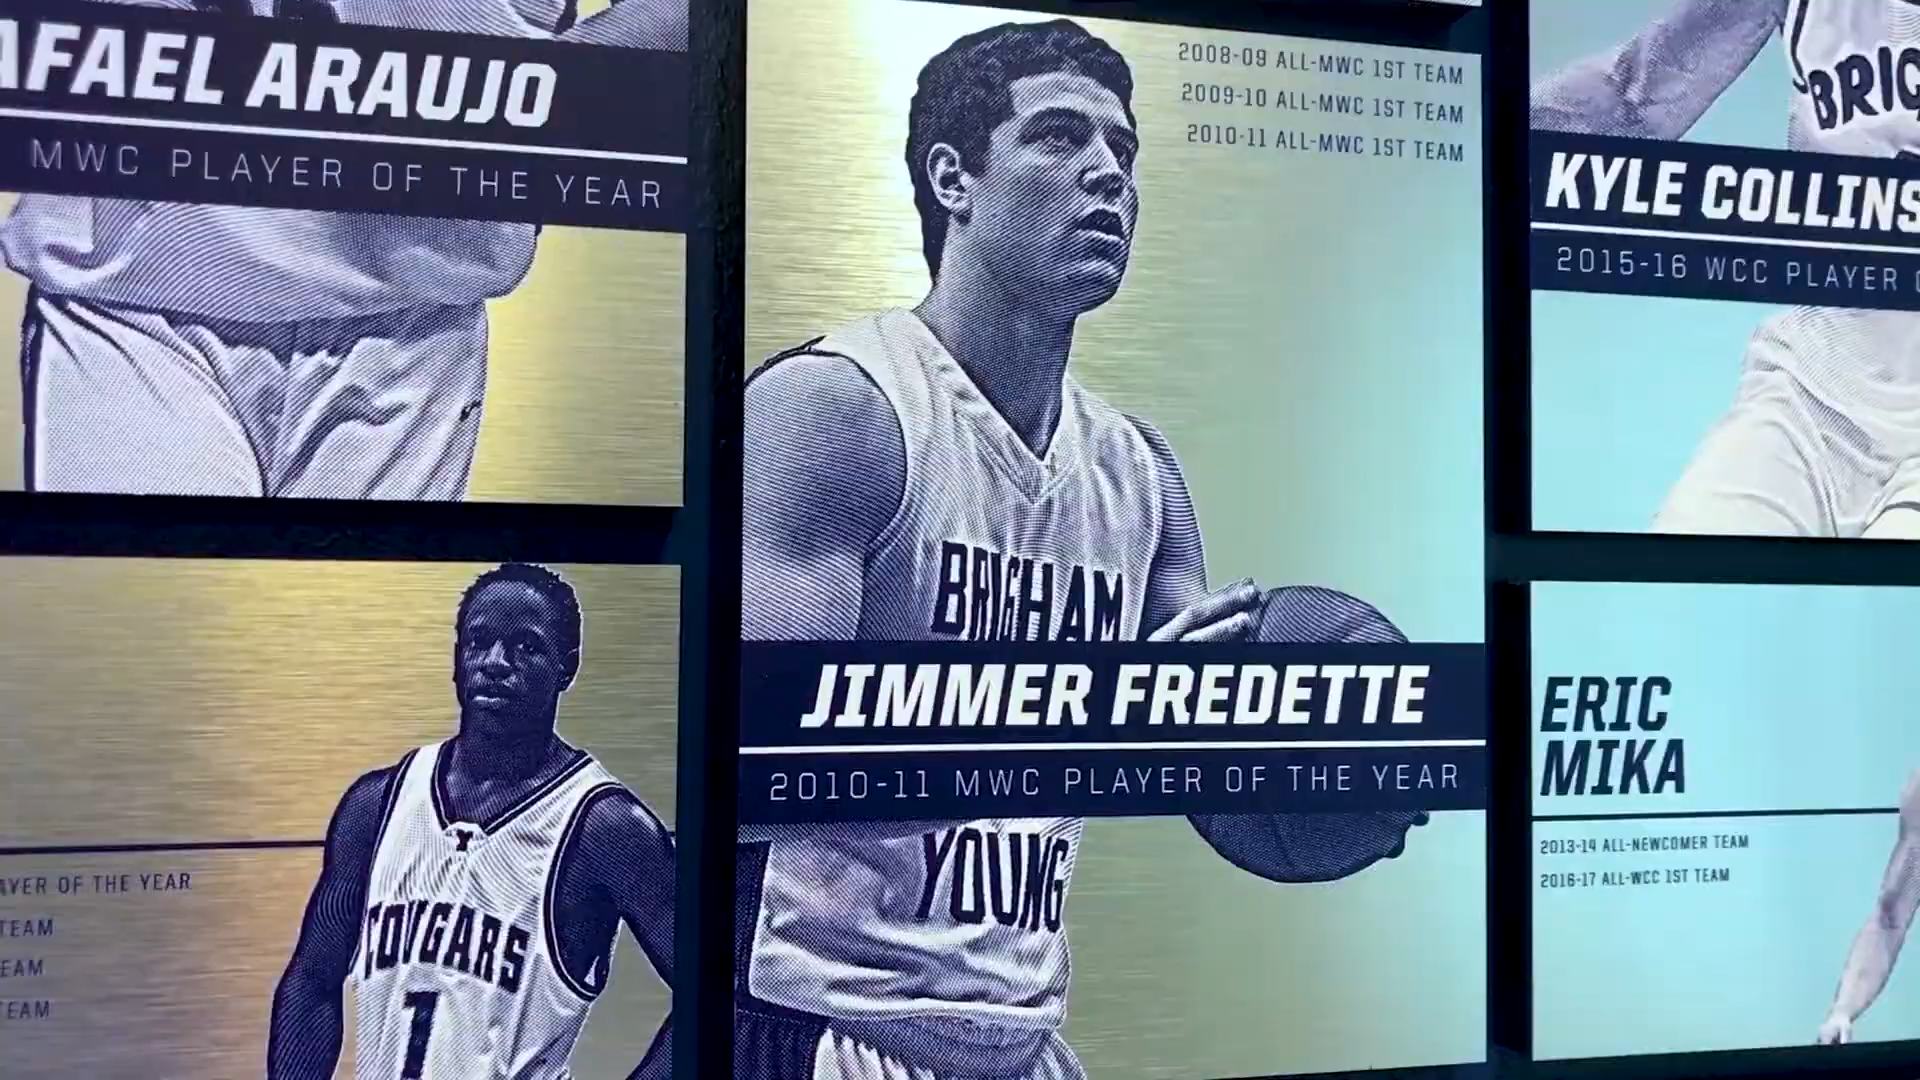 AFAEL ARAUJO
MWC PLAYER OF THE YEAR
AYER OF THE YEAR
TEAM
EAM
TEAM
COUGARS
1
2008-09 ALL-MWC 1ST TEAM
2009-10 ALL-MWC 1ST TEAM
2010-11 ALL-MWC 1ST TEAM
BRIGHAM
JIMMER FREDETTE
2010-11 MWC PLAYER OF THE YEAR
YOUNG
BRIG
KYLE COLLINS
2015-16 WCC PLAYER
ERIC
MIKA
2013-14 ALL-NEWCOMER TEAM
2016-17 ALL-WCC 1ST TEAM